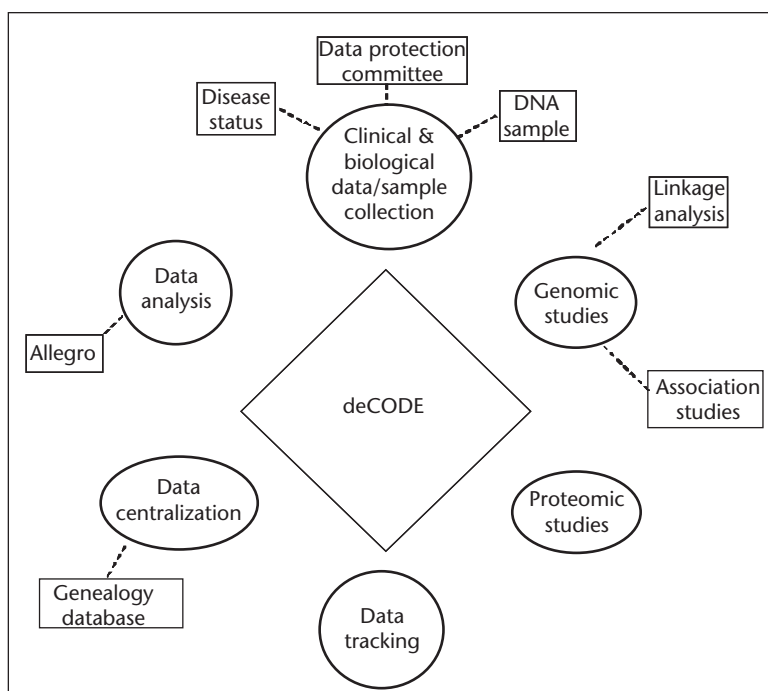 Data protection
committee
Disease
status
DNA
sample
Clinical &
biological
data/sample
collection
Linkage
analysis
Data
analysis
Genomic
studies
Allegro
Association
studies
deCODE
Data
centralization
Proteomic
studies
Genealogy
database
Data
tracking